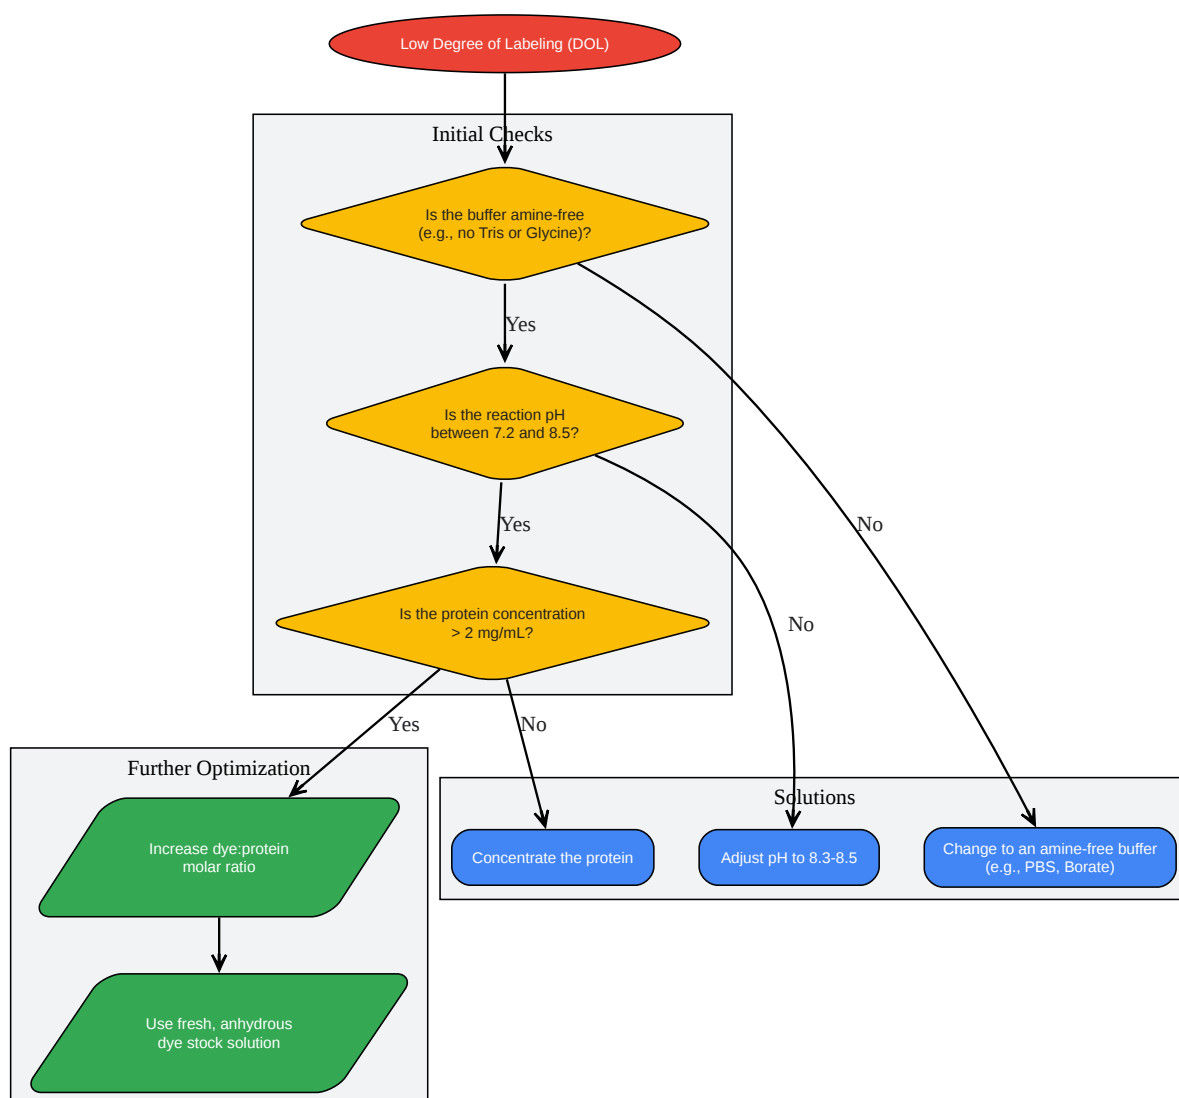 Low Degree of Labeling (DOL)
Initial Checks
Is the buffer amine-free
(e.g., no Tris or Glycine)?
Yes
Is the reaction pH
between 7.2 and 8.5?
Yes
No
Is the protein concentration
> 2 mg/mL?
No
Yes
No
Further Optimization
Solutions
Increase dye:protein
molar ratio
Concentrate the protein
Adjust pH to 8.3-8.5
Change to an amine-free buffer
(e.g., PBS, Borate)
Use fresh, anhydrous
dye stock solution